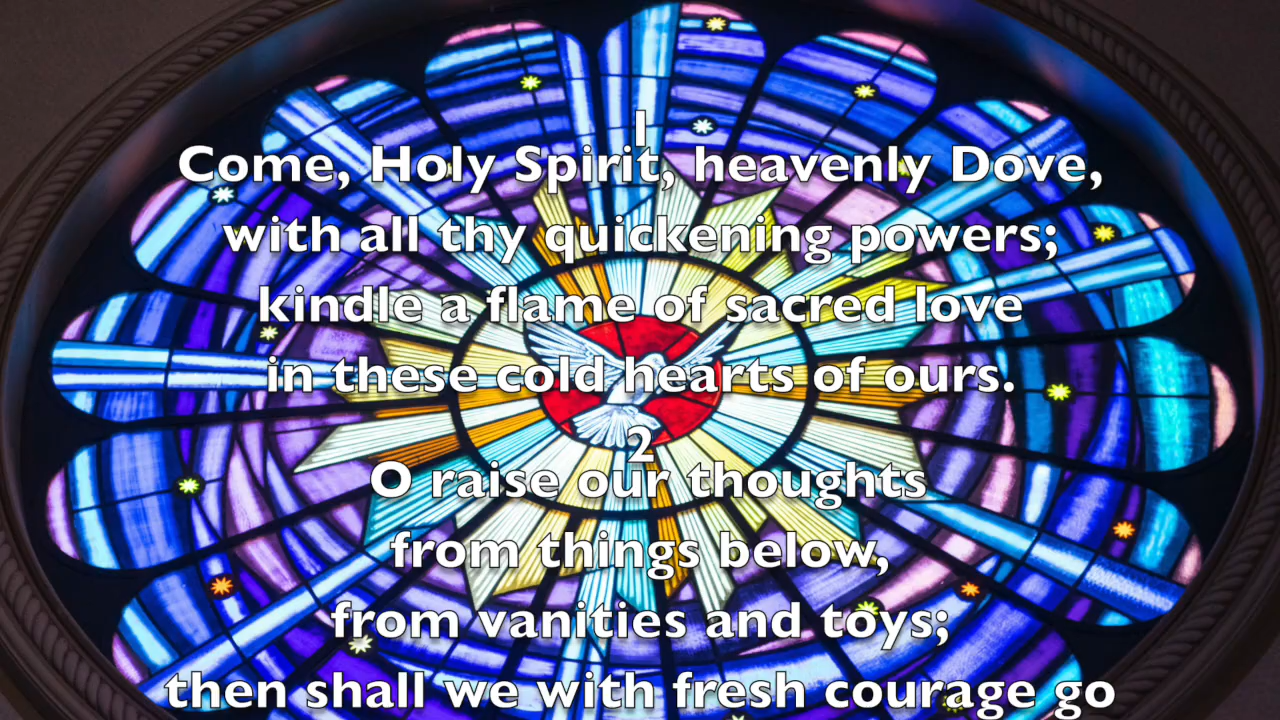 1
Come, Holy Spirit, heavenly Dove,
with all thy quickening powers;
kindle a flame of sacred love
in these cold hearts of ours.
2
O raise our thoughts
from things below,
from vanities and toys;
then shall we with fresh courage go